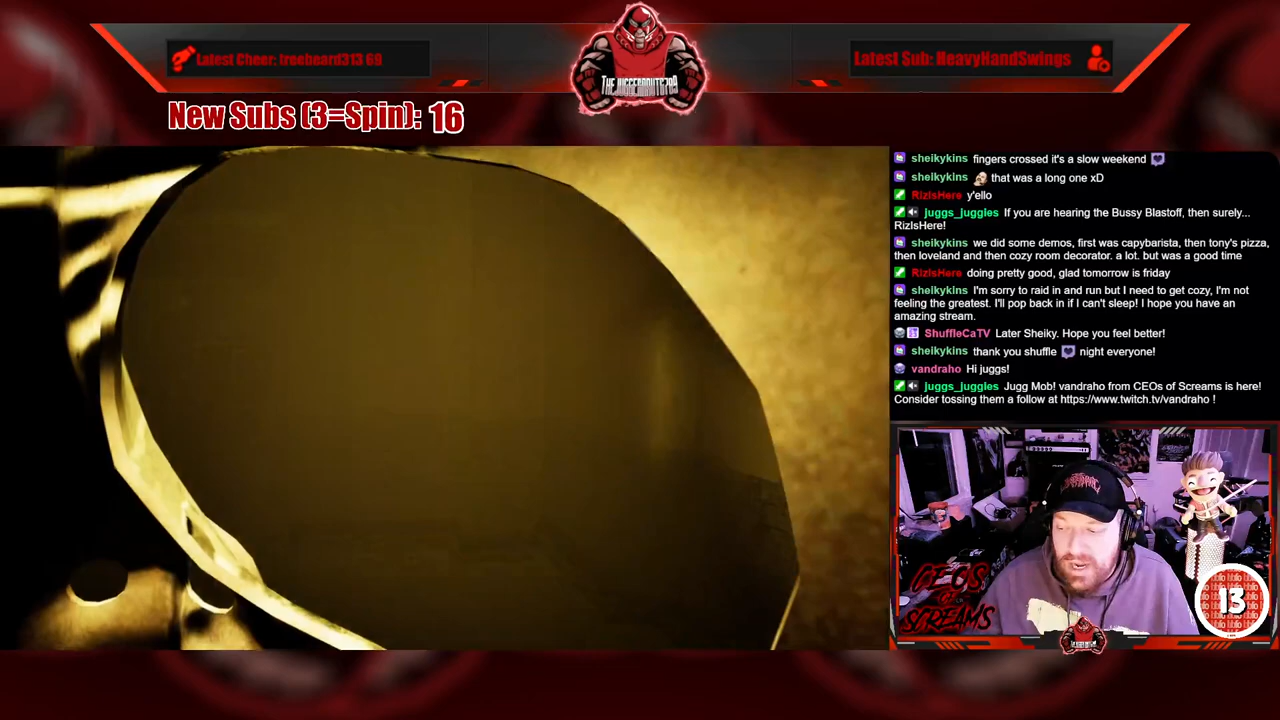 Latest Cheer: treebeard313 69
THEJUGGERNAUT6789
Latest Sub: HeavyHandSwings
New Subs (3=Spin): 16
sheikykins fingers crossed it's a slow weekend
sheikykins that was a long one xD
RizIsHere y'ello
juggs_juggles If you are hearing the Bussy Blastoff, then surely...
RizIsHere!
sheikykins we did some demos, first was capybarista, then tony's pizza,
then loveland and then cozy room decorator. a lot. but was a good time
RizIsHere doing pretty good, glad tomorrow is friday
sheikykins I'm sorry to raid in and run but I need to get cozy, I'm not
feeling the greatest. I'll pop back in if I can't sleep! I hope you have an
amazing stream.
ShuffleCaTV Later Sheiky. Hope you feel better!
sheikykins thank you shuffle night everyone!
vandraho Hi juggs!
juggs_juggles Jugg Mob! vandraho from CEOs of Screams is here!
Consider tossing them a follow at https://www.twitch.tv/vandraho !
CEOS
OF
SCREAMS
13